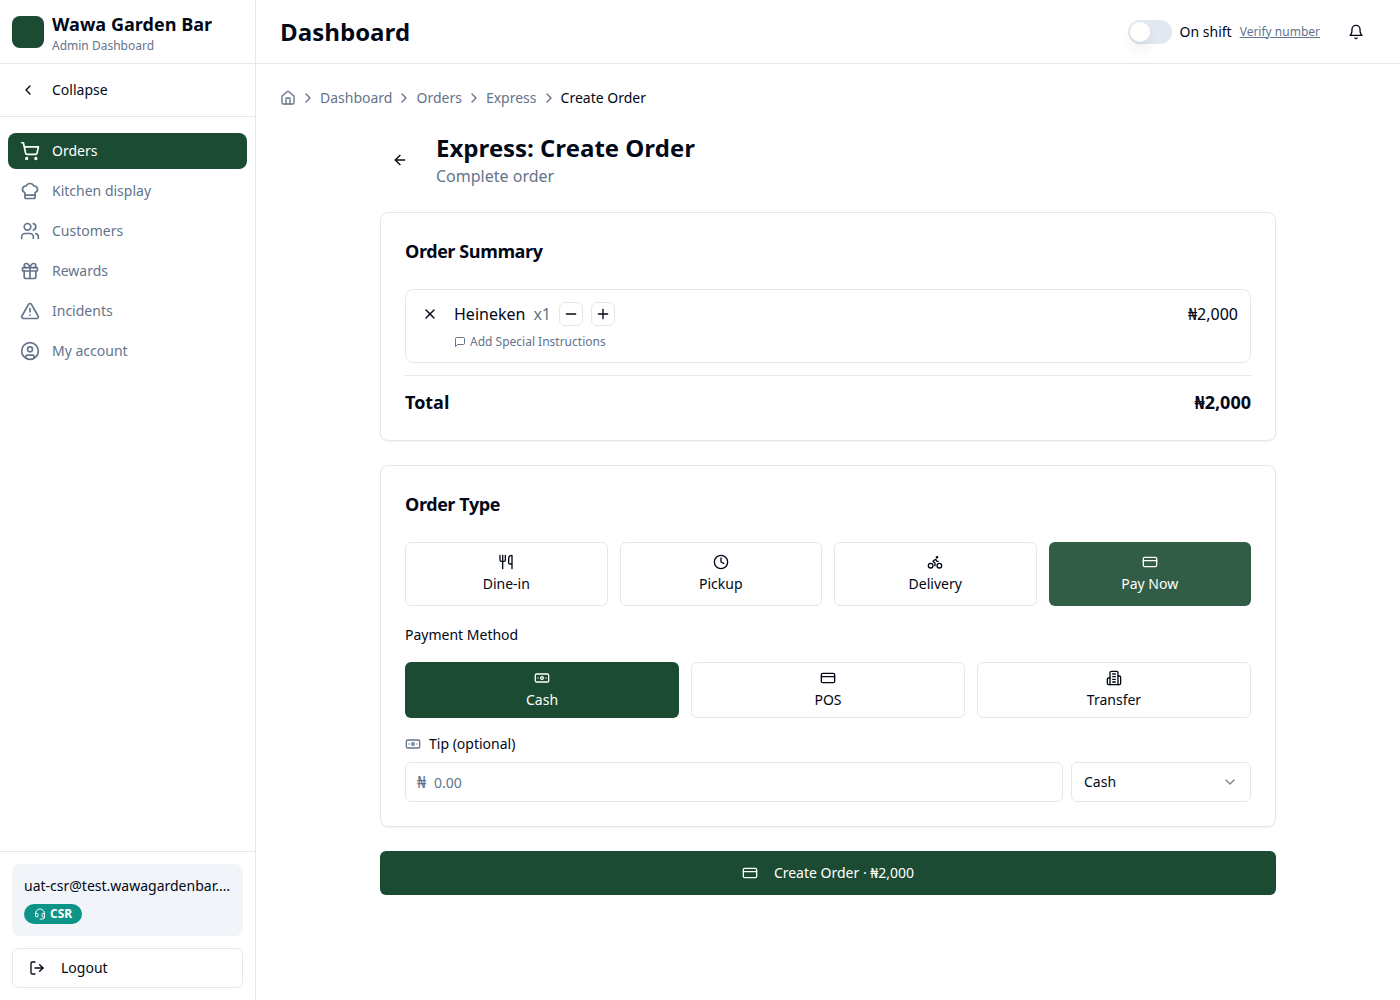 Wawa Garden Bar
Admin Dashboard
Dashboard
On shift
Verify number
Collapse
Dashboard
Orders
Express
Create Order
Orders
Kitchen display
Customers
Rewards
Incidents
My account
Express: Create Order
Complete order
Order Summary
Heineken x1
₦2,000
Add Special Instructions
Total
₦2,000
Order Type
Dine-in
Pickup
Delivery
Pay Now
Payment Method
Cash
POS
Transfer
Tip (optional)
₦ 0.00
Cash
Create Order · ₦2,000
uat-csr@test.wawagardenbar....
CSR
Logout